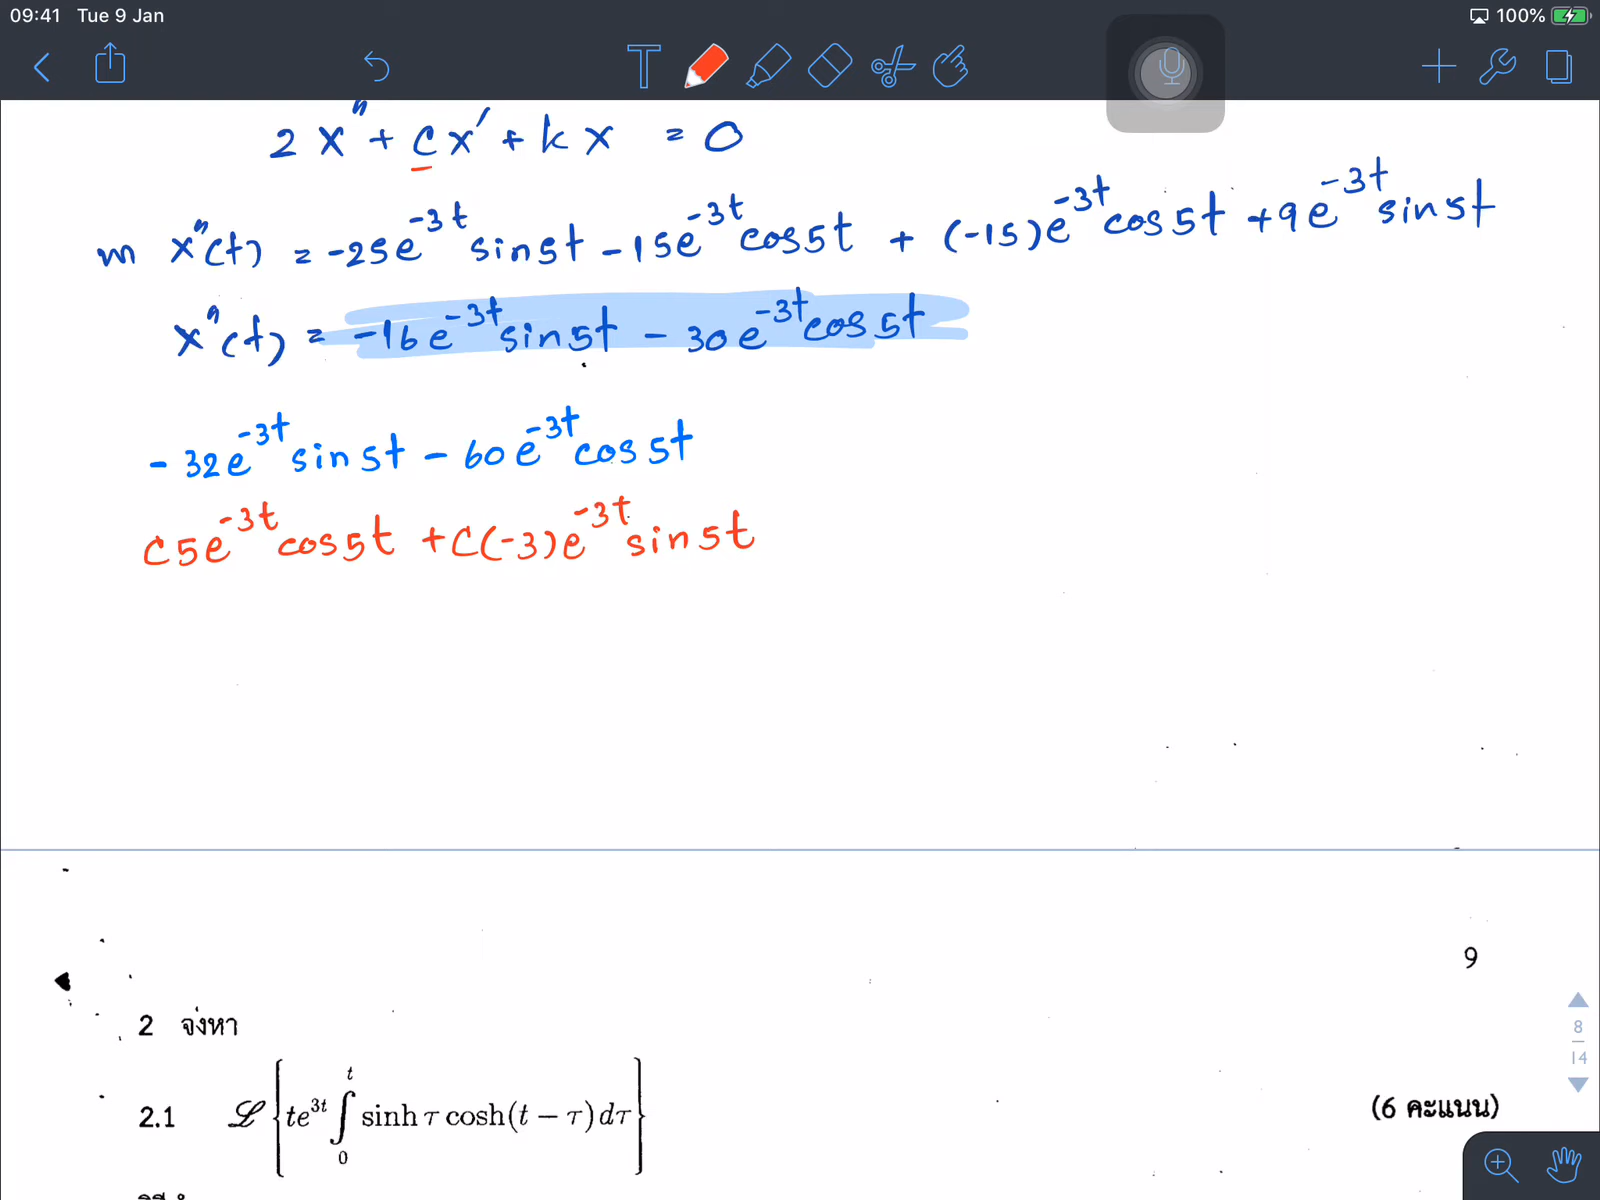 09:41 Tue 9 Jan 100%
2x" + cx' + kx = 0
m x"(t) = -25e^-3t sin5t - 15e^-3t cos5t + (-15)e^-3t cos5t + 9e^-3t sin5t
x"(t) = -16e^-3t sin5t - 30e^-3t cos5t
-32e^-3t sin5t - 60e^-3t cos5t
C5e^-3t cos5t + C(-3)e^-3t sin5t
9
8
14
2 จงหา
2.1 ℒ{te^3t ∫_0^t sinh τ cosh(t − τ) dτ}
(6 คะแนน)